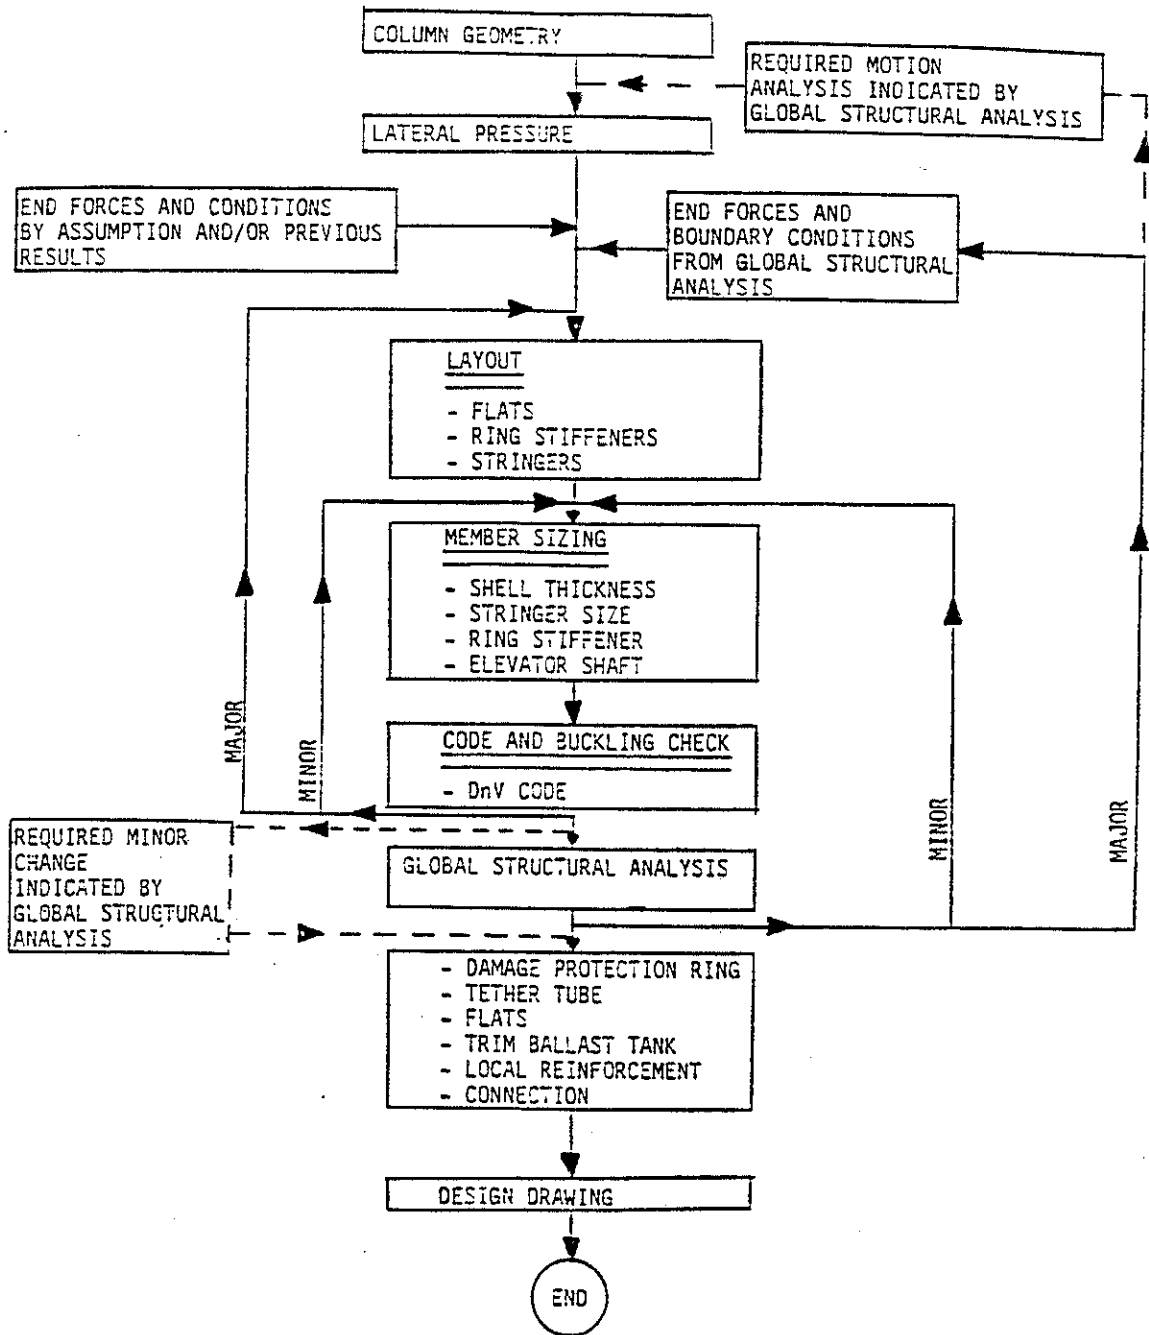 COLUMN GEOMETRY
REQUIRED MOTION
ANALYSIS INDICATED BY
GLOBAL STRUCTURAL ANALYSIS
LATERAL PRESSURE
END FORCES AND CONDITIONS
BY ASSUMPTION AND/OR PREVIOUS
RESULTS
END FORCES AND
BOUNDARY CONDITIONS
FROM GLOBAL STRUCTURAL
ANALYSIS
LAYOUT
- FLATS
- RING STIFFENERS
- STRINGERS
MEMBER SIZING
- SHELL THICKNESS
- STRINGER SIZE
- RING STIFFENER
- ELEVATOR SHAFT
MAJOR
MINOR
CODE AND BUCKLING CHECK
- DnV CODE
MINOR
MAJOR
REQUIRED MINOR
CHANGE
INDICATED BY
GLOBAL STRUCTURAL
ANALYSIS
GLOBAL STRUCTURAL ANALYSIS
- DAMAGE PROTECTION RING
- TETHER TUBE
- FLATS
- TRIM BALLAST TANK
- LOCAL REINFORCEMENT
- CONNECTION
DESIGN DRAWING
END